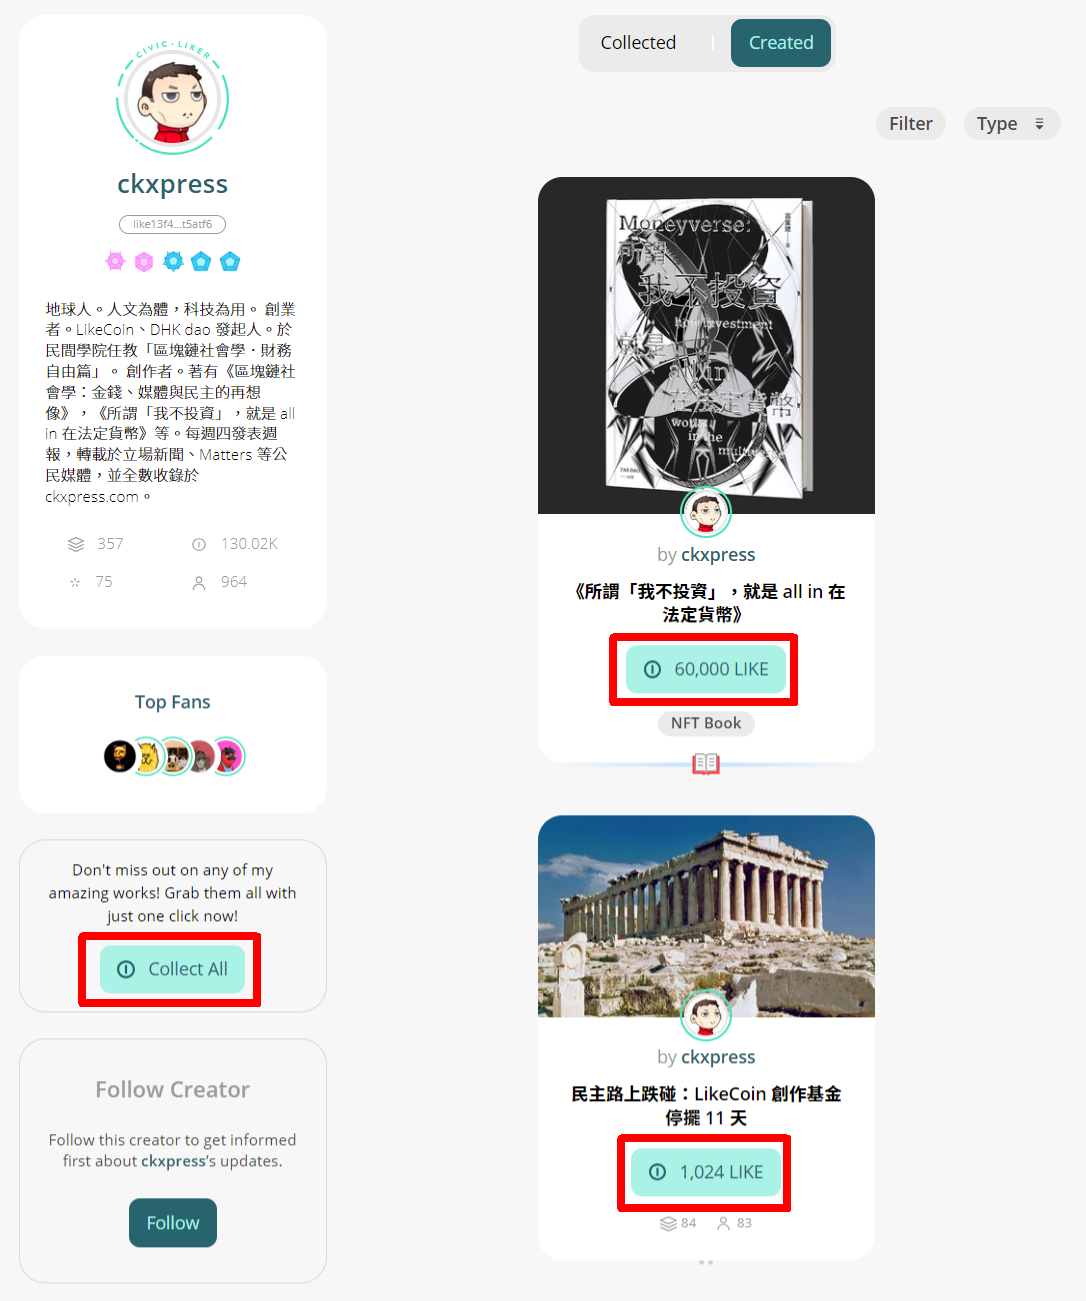 CIVIC · LIKER
ckxpress
like13f4...t5atf6
地球人。人文為體，科技為用。 創業
者。LikeCoin、DHK dao 發起人。於
民間學院任教「區塊鏈社會學．財務
自由篇」。 創作者。著有《區塊鏈社
會學：金錢、媒體與民主的再想
像》，《所謂「我不投資」，就是 all
in 在法定貨幣》等。每週四發表週
報，轉載於立場新聞、Matters 等公
民媒體，並全數收錄於
ckxpress.com。
357
130.02K
75
964
Top Fans
Don't miss out on any of my
amazing works! Grab them all with
just one click now!
Collect All
Follow Creator
Follow this creator to get informed
first about ckxpress's updates.
Follow
Collected
Created
Filter
Type
Moneyverse:
所謂
我不投資
how investment
就是
all in
在法定貨幣
works
in the
multiverse
by ckxpress
《所謂「我不投資」，就是 all in 在
法定貨幣》
60,000 LIKE
NFT Book
by ckxpress
民主路上跌碰：LikeCoin 創作基金
停擺 11 天
1,024 LIKE
84
83